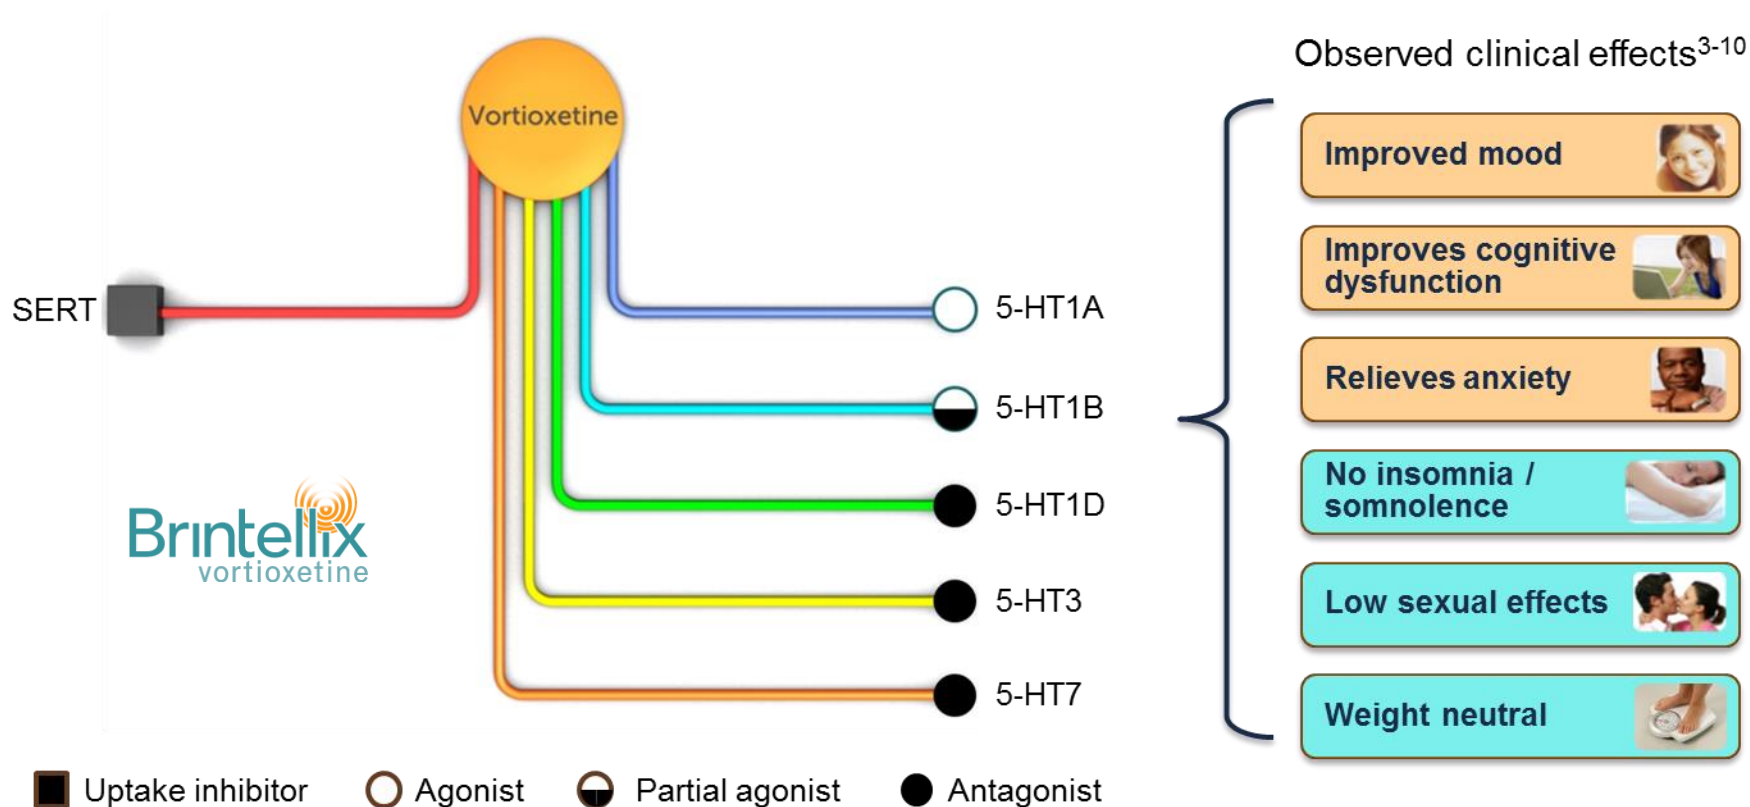 Observed clinical effects3-10
Vortioxetine
Improved mood
Improves cognitive
dysfunction
SERT
5-HT1A
Relieves anxiety
5-HT1B
No insomnia /
somnolence
5-HT1D
Brintellix
vortioxetine
Low sexual effects
5-HT3
5-HT7
Weight neutral
Uptake inhibitor
Agonist
Partial agonist
Antagonist